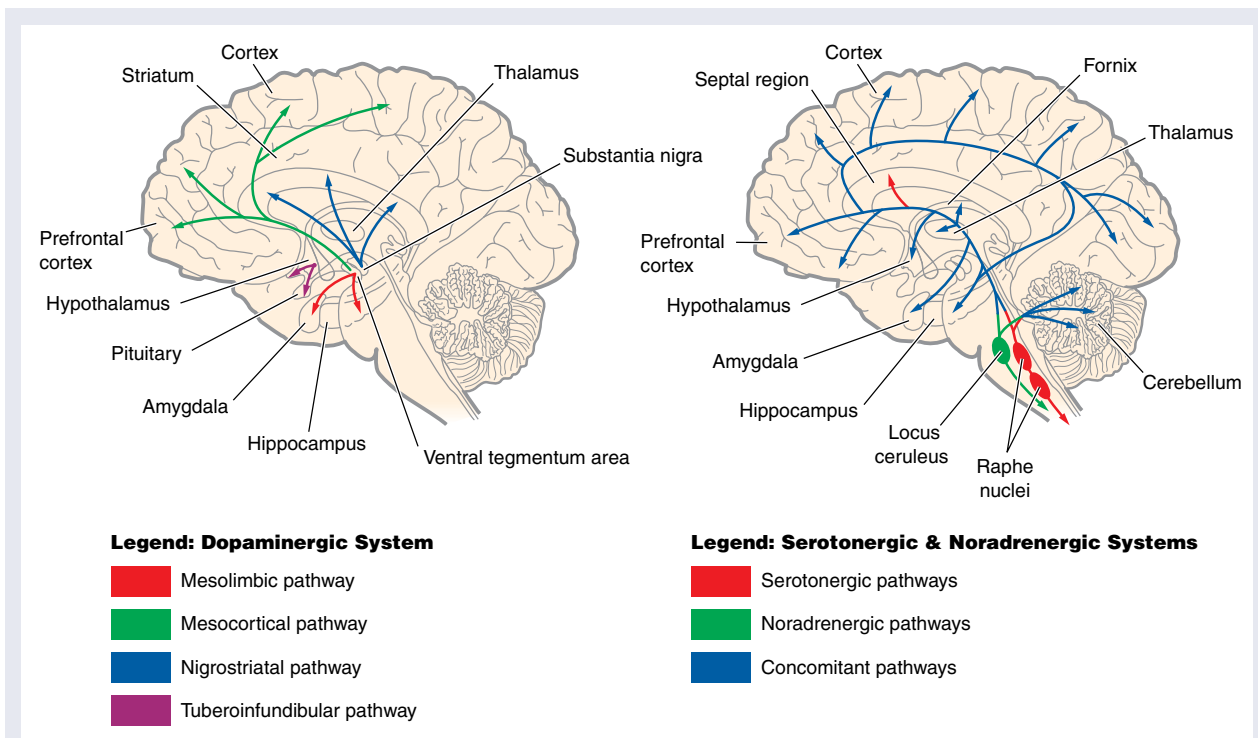 Cortex
Striatum
Thalamus
Substantia nigra
Prefrontal
cortex
Hypothalamus
Pituitary
Amygdala
Hippocampus
Ventral tegmentum area
Legend: Dopaminergic System
Mesolimbic pathway
Mesocortical pathway
Nigrostriatal pathway
Tuberoinfundibular pathway
Cortex
Septal region
Fornix
Thalamus
Prefrontal
cortex
Hypothalamus
Amygdala
Hippocampus
Locus
ceruleus
Raphe
nuclei
Cerebellum
Legend: Serotonergic & Noradrenergic Systems
Serotonergic pathways
Noradrenergic pathways
Concomitant pathways